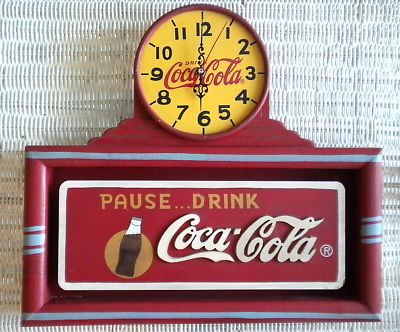 12
11 1
10 2
DRINK
Coca-Cola
9 3
8 4
7 5
6
PAUSE...DRINK
Coca-Cola ®